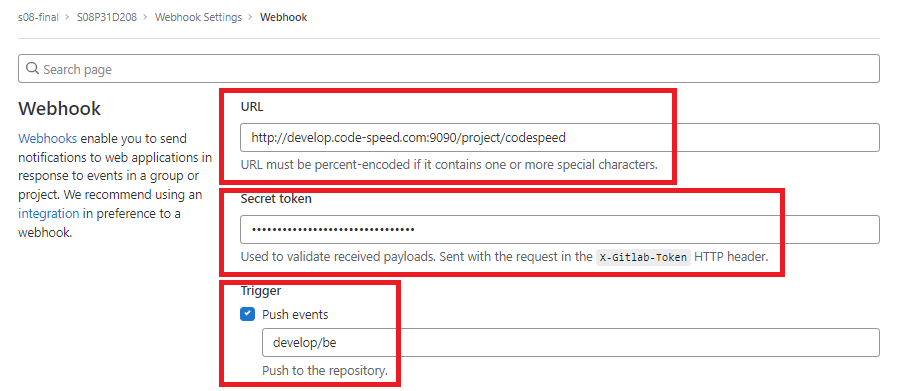 s08-final > S08P31D208 > Webhook Settings > Webhook
Search page
Webhook
Webhooks enable you to send
notifications to web applications in
response to events in a group or
project. We recommend using an
integration in preference to a
webhook.
URL
http://develop.code-speed.com:9090/project/codespeed
URL must be percent-encoded if it contains one or more special characters.
Secret token
••••••••••••••••••••••••••••••••
Used to validate received payloads. Sent with the request in the X-Gitlab-Token HTTP header.
Trigger
Push events
develop/be
Push to the repository.